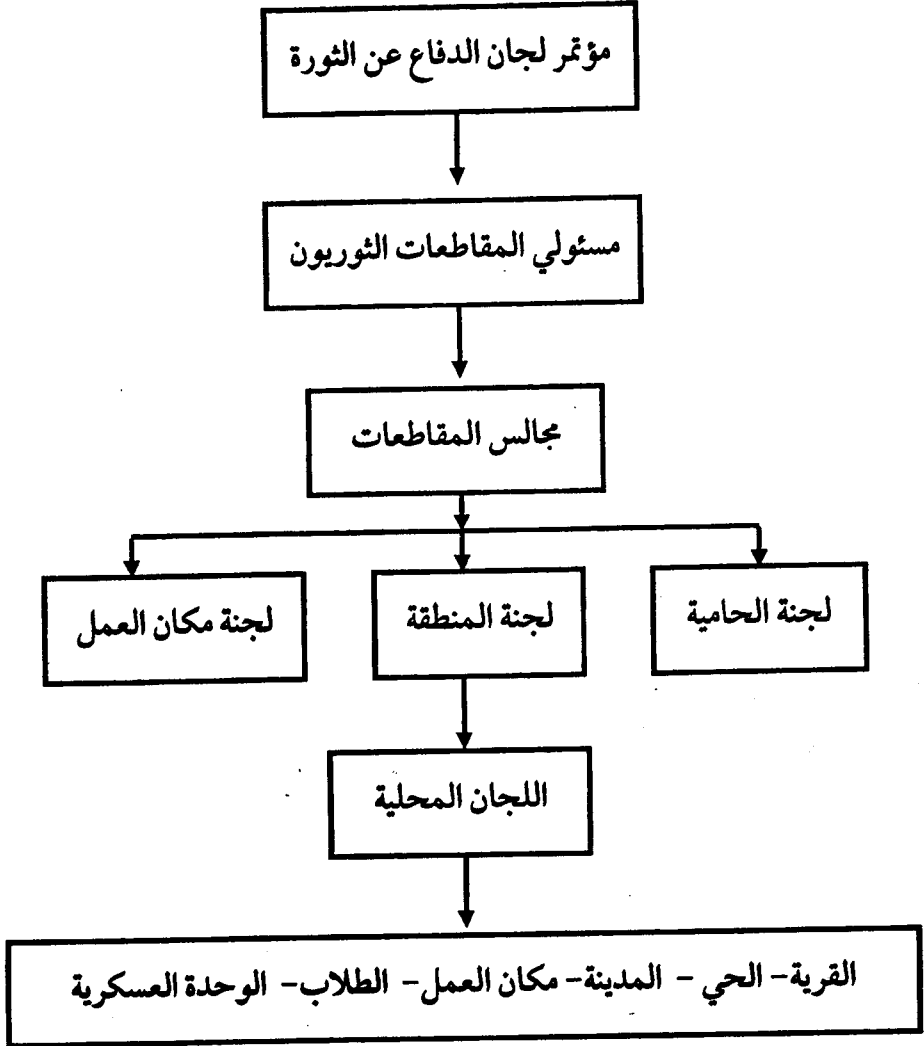 مؤتمر لجان الدفاع عن الثورة
مسئولي المقاطعات الثوريون
مجالس المقاطعات
لجنة الحامية
لجنة المنطقة
لجنة مكان العمل
اللجان المحلية
القرية- الحي - المدينة- مكان العمل- الطلاب- الوحدة العسكرية